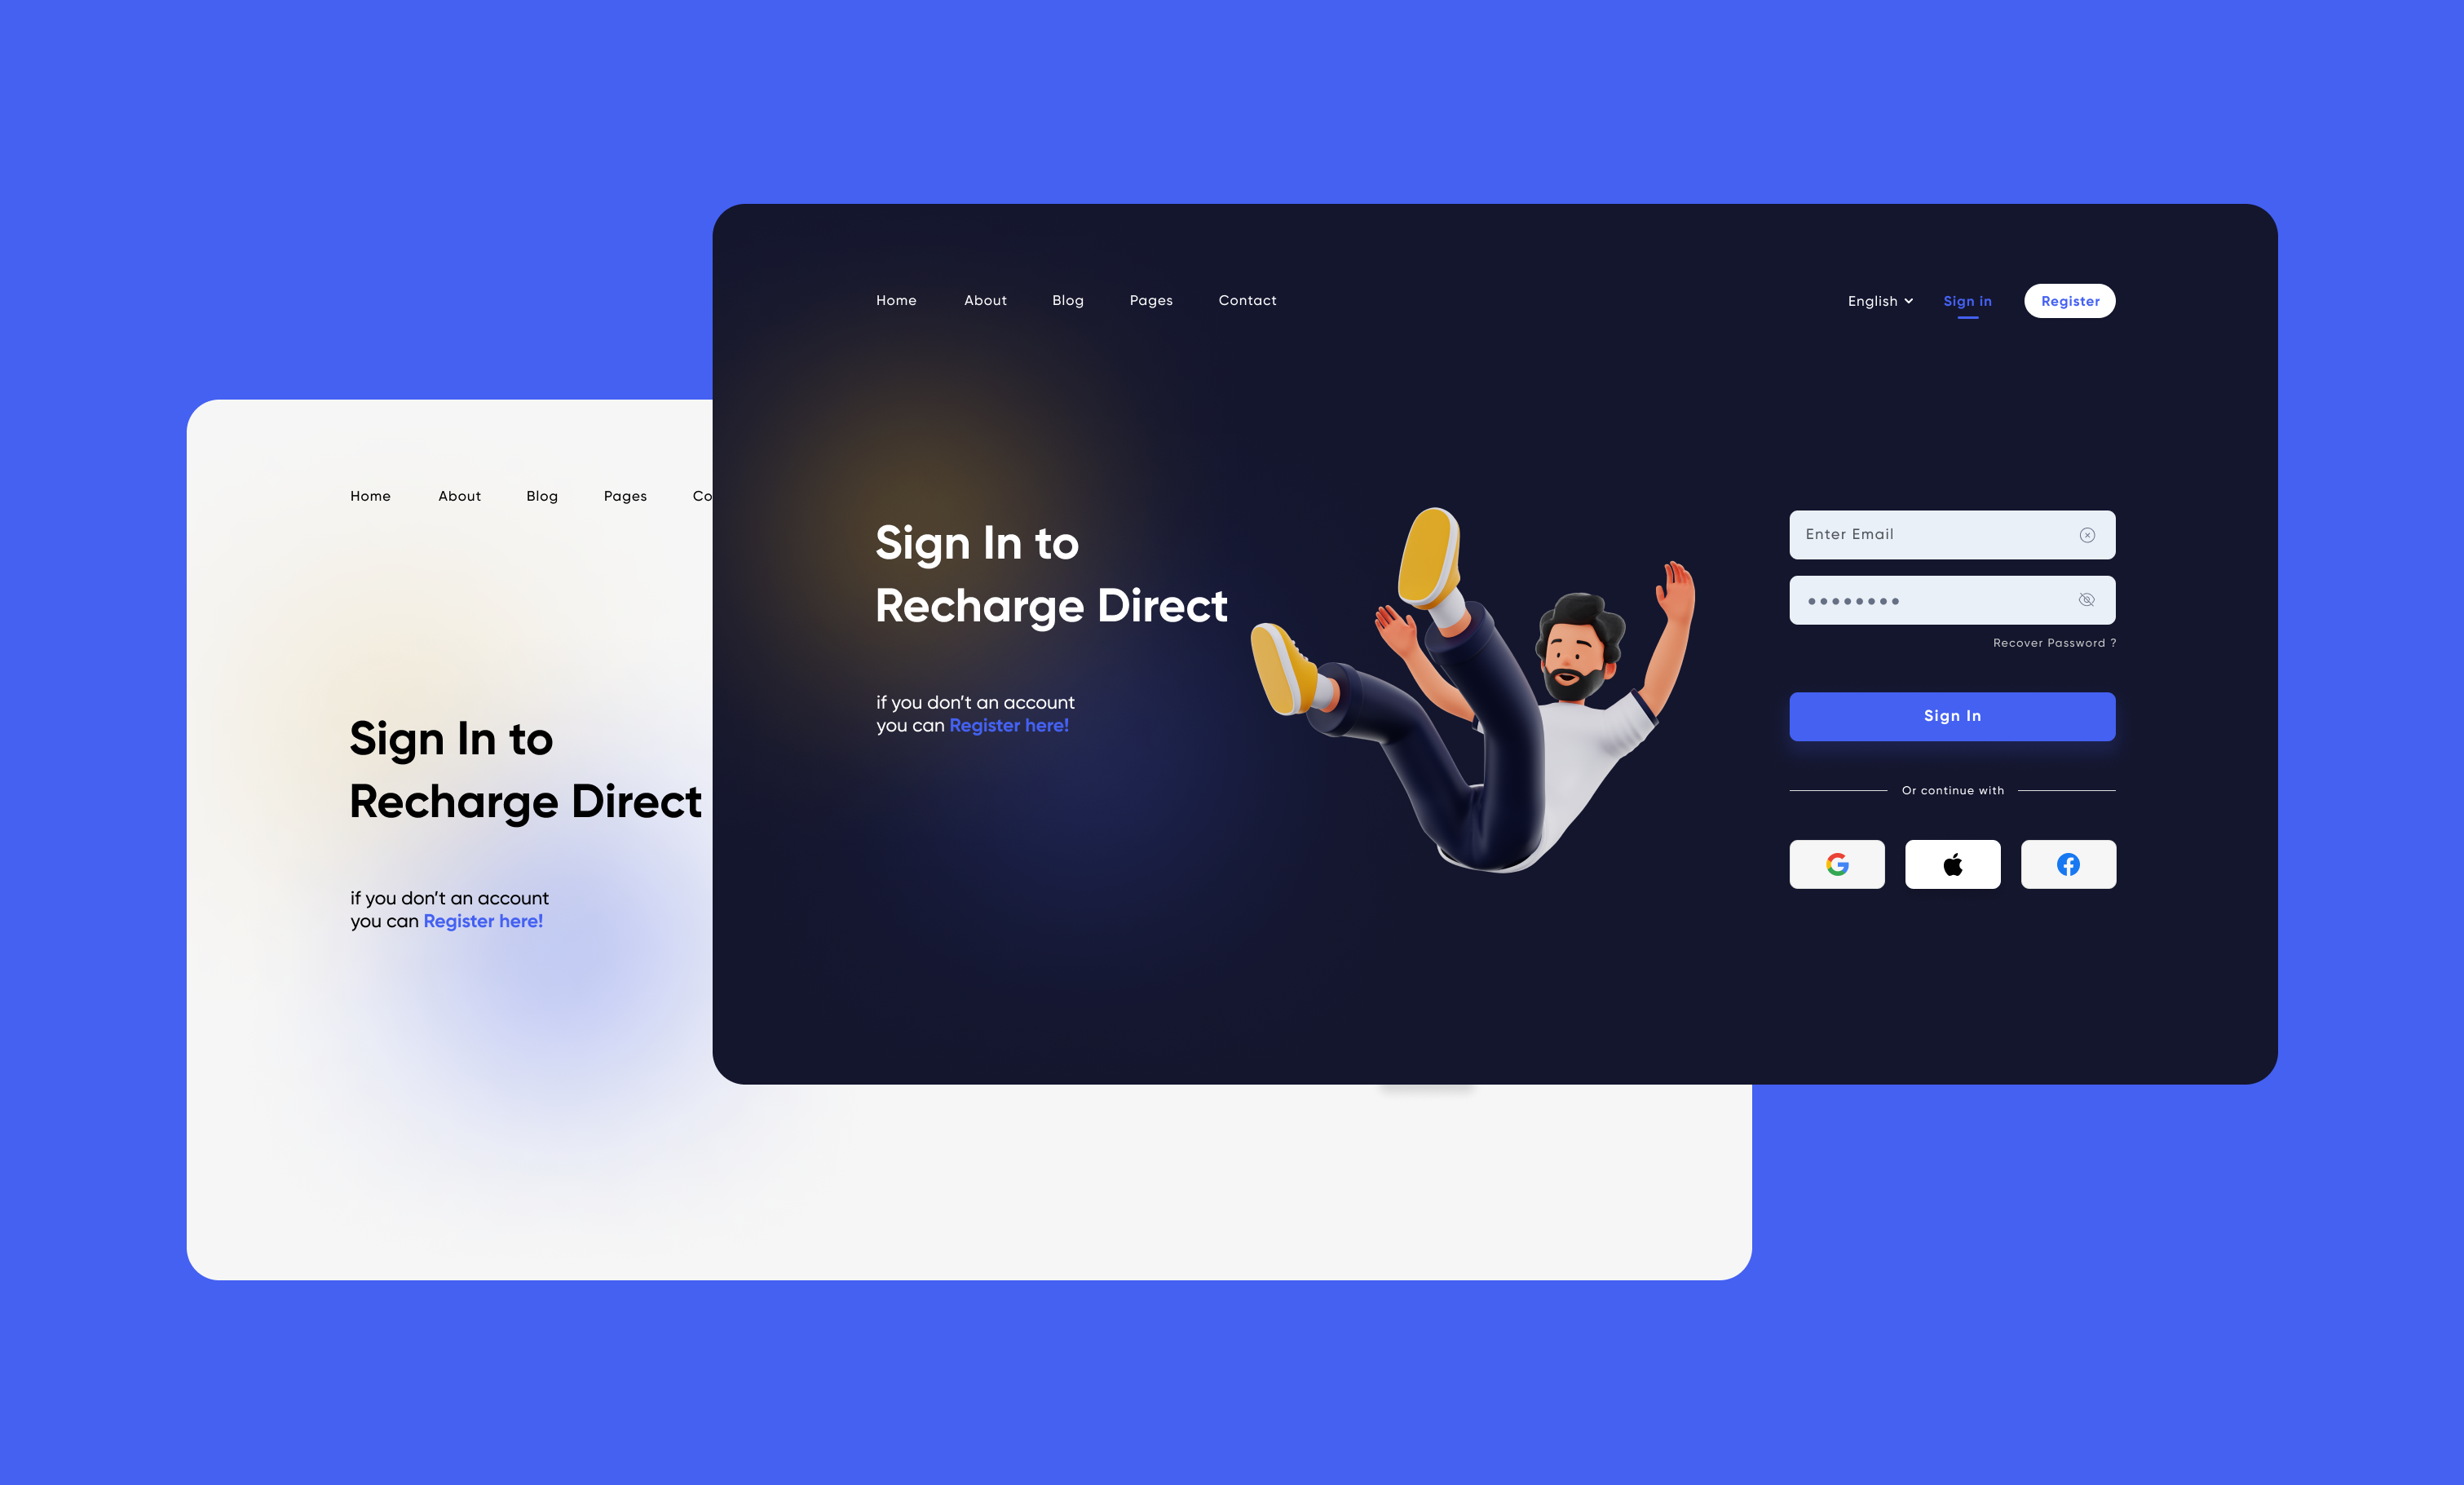 Home About Blog Pages Contact
English Sign in Register
Sign In to
Recharge Direct
if you don't an account
you can Register here!
Enter Email
Recover Password ?
Sign In
Or continue with
Home About Blog Pages Co
Sign In to
Recharge Direct
if you don't an account
you can Register here!